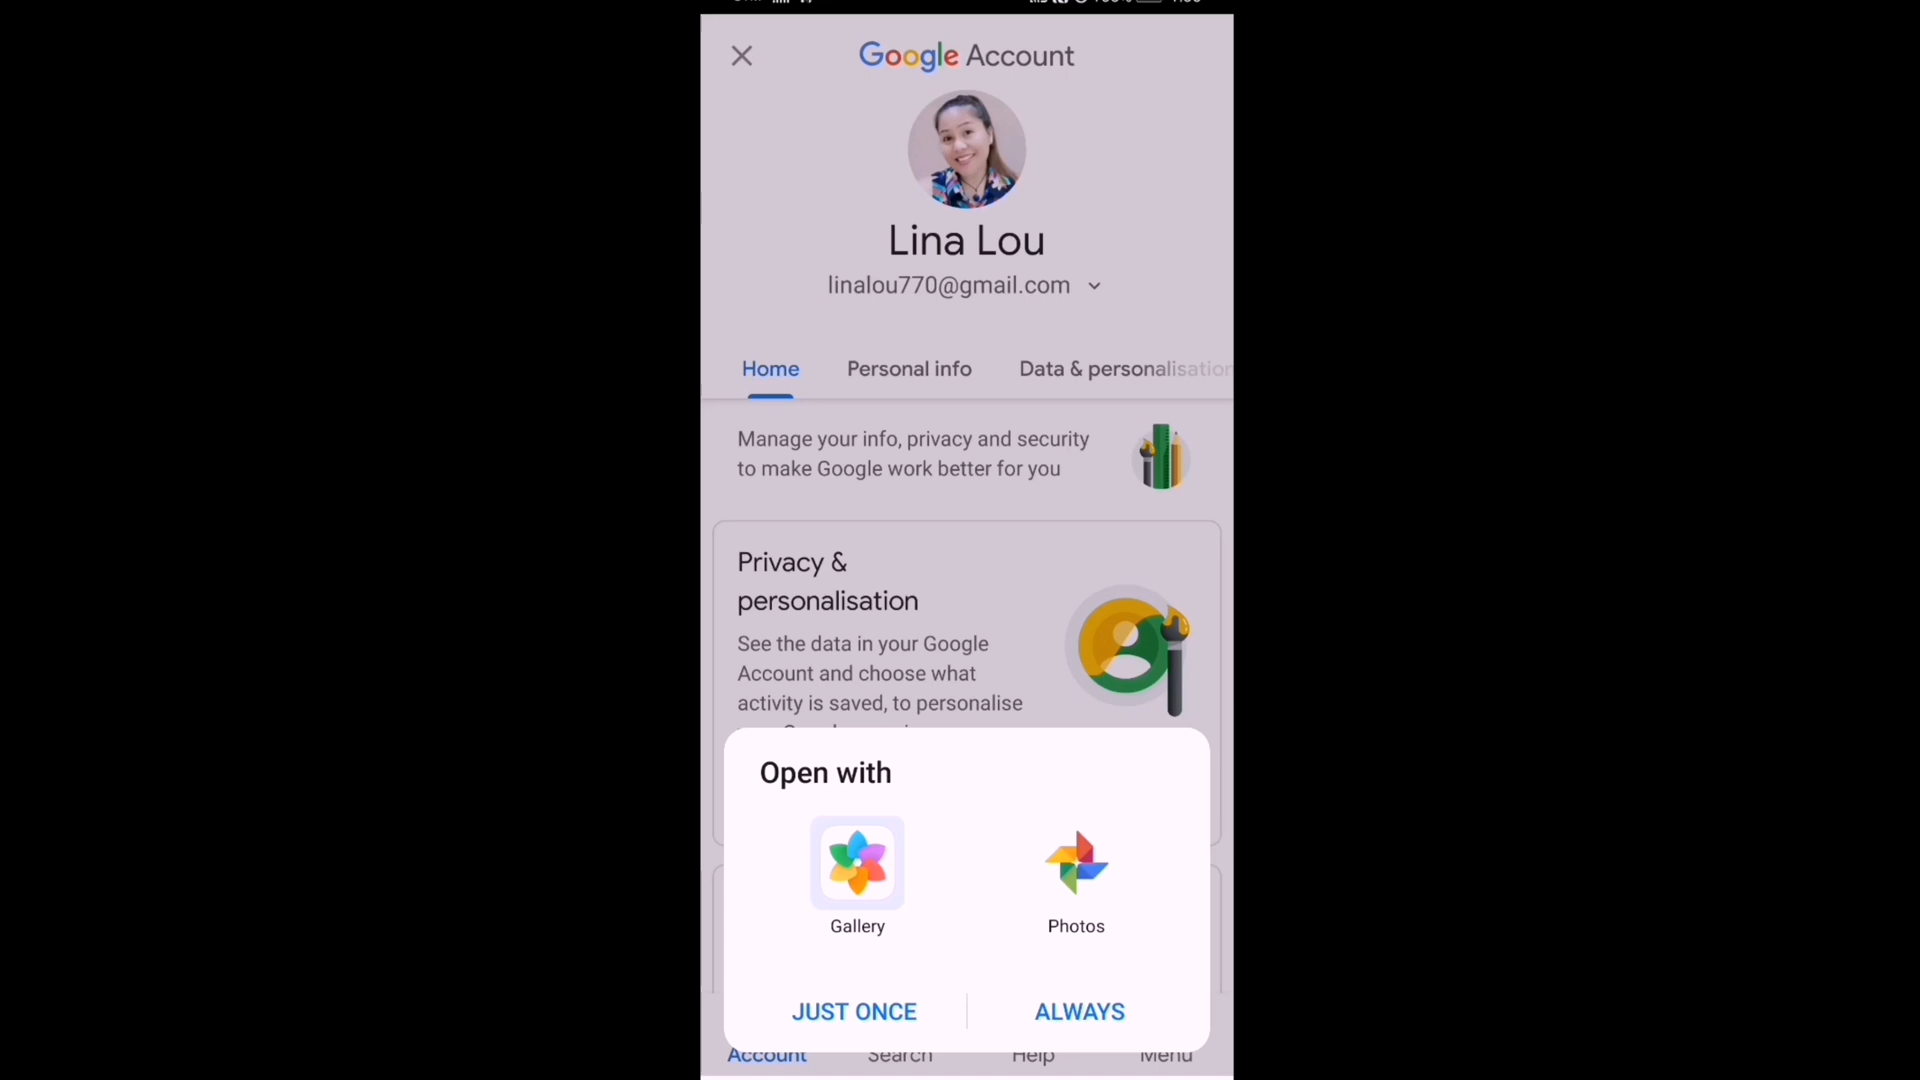 Google Account
Lina Lou
linalou770@gmail.com
Home Personal info Data & personalisation
Manage your info, privacy and security
to make Google work better for you
Privacy &
personalisation
See the data in your Google
Account and choose what
activity is saved, to personalise
Open with
Gallery Photos
JUST ONCE ALWAYS
Account Search Help Menu